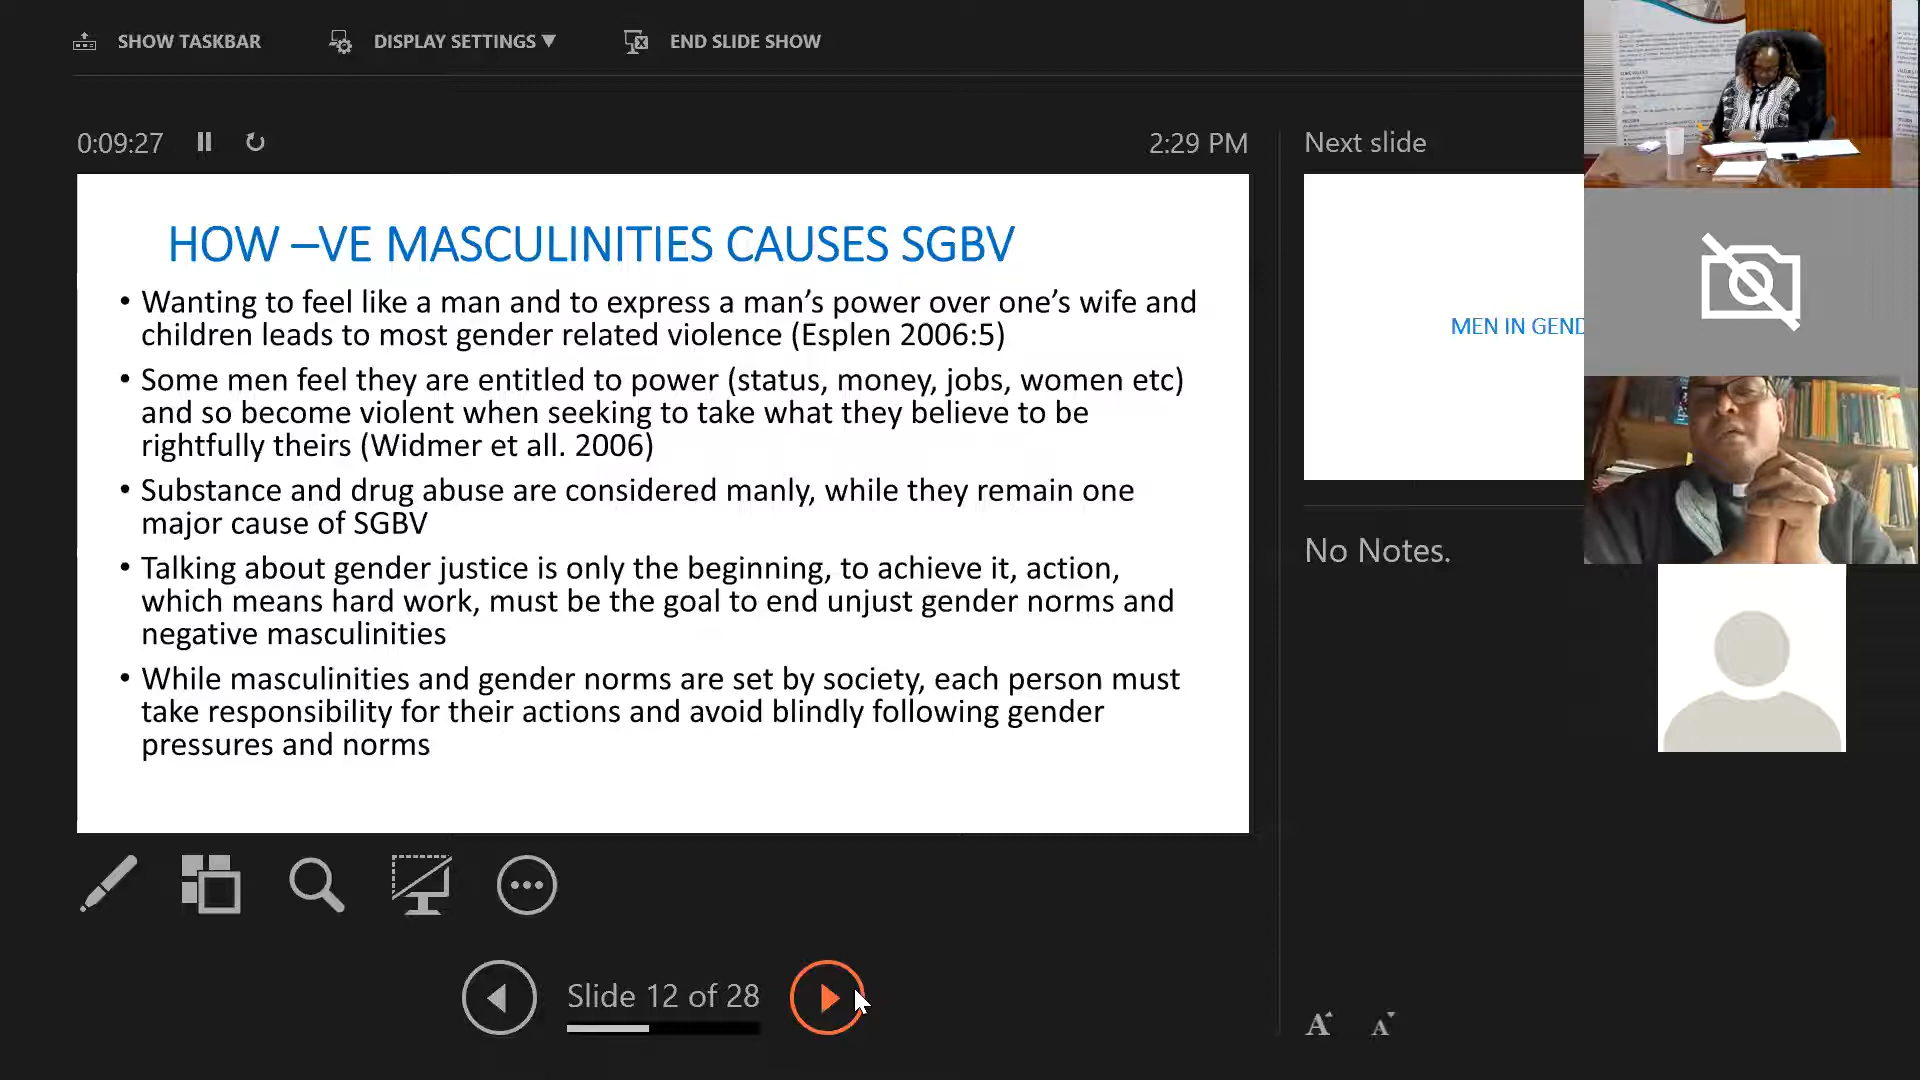 SHOW TASKBAR
DISPLAY SETTINGS ▼
END SLIDE SHOW
0:09:27
2:29 PM
HOW –VE MASCULINITIES CAUSES SGBV
• Wanting to feel like a man and to express a man’s power over one’s wife and
children leads to most gender related violence (Esplen 2006:5)
• Some men feel they are entitled to power (status, money, jobs, women etc)
and so become violent when seeking to take what they believe to be
rightfully theirs (Widmer et all. 2006)
• Substance and drug abuse are considered manly, while they remain one
major cause of SGBV
• Talking about gender justice is only the beginning, to achieve it, action,
which means hard work, must be the goal to end unjust gender norms and
negative masculinities
• While masculinities and gender norms are set by society, each person must
take responsibility for their actions and avoid blindly following gender
pressures and norms
Slide 12 of 28
Next slide
MEN IN GEND
No Notes.
A A